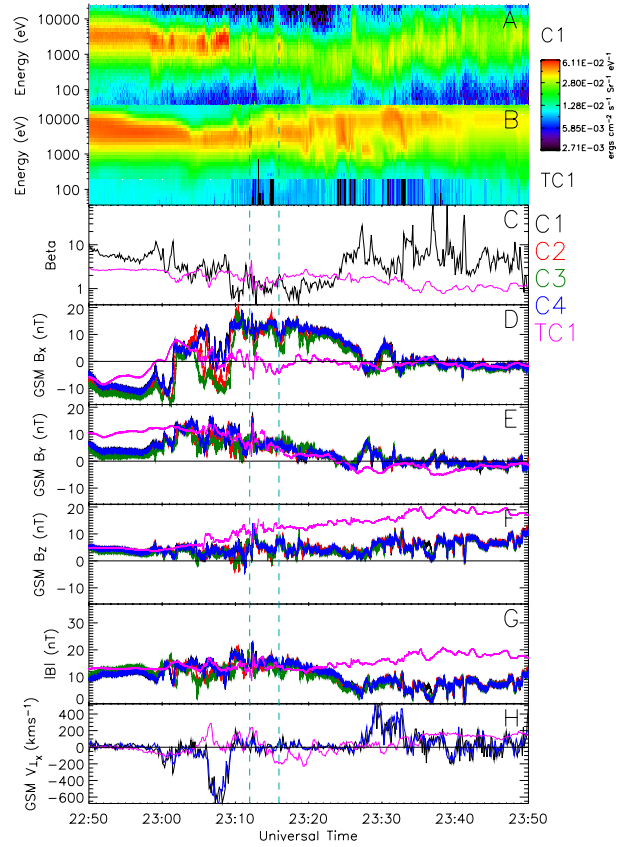 A
C1
10000
1000
100
Energy (eV)
6.11E-02
2.80E-02
1.28E-02
5.85E-03
2.71E-03
ergs cm-2 s-1 Sr-1 eV-1
B
TC1
10000
1000
100
Energy (eV)
C
10
1
Beta
C1
C2
C3
C4
TC1
D
20
10
0
-10
GSM Bx (nT)
E
20
10
0
-10
GSM BY (nT)
F
20
10
0
-10
GSM Bz (nT)
G
30
20
10
0
|B| (nT)
H
400
200
0
-200
-400
-600
GSM V⊥x (kms-1)
22:50 23:00 23:10 23:20 23:30 23:40 23:50
Universal Time